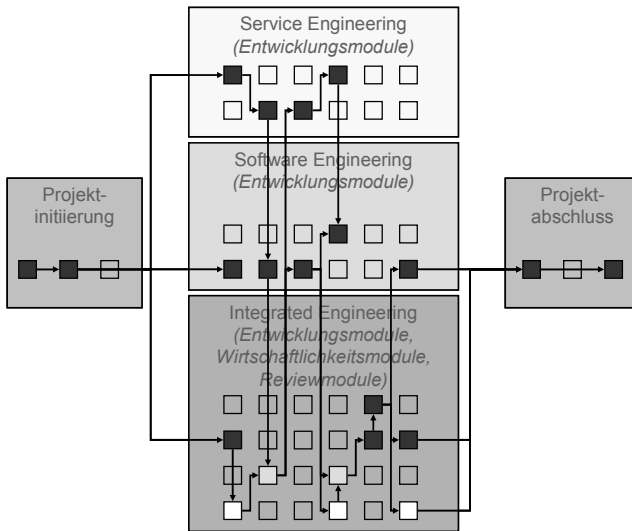 Service Engineering
(Entwicklungsmodule)
Software Engineering
(Entwicklungsmodule)
Projekt-
initiierung
Projekt-
abschluss
Integrated Engineering
(Entwicklungsmodule,
Wirtschaftlichkeitsmodule,
Reviewmodule)